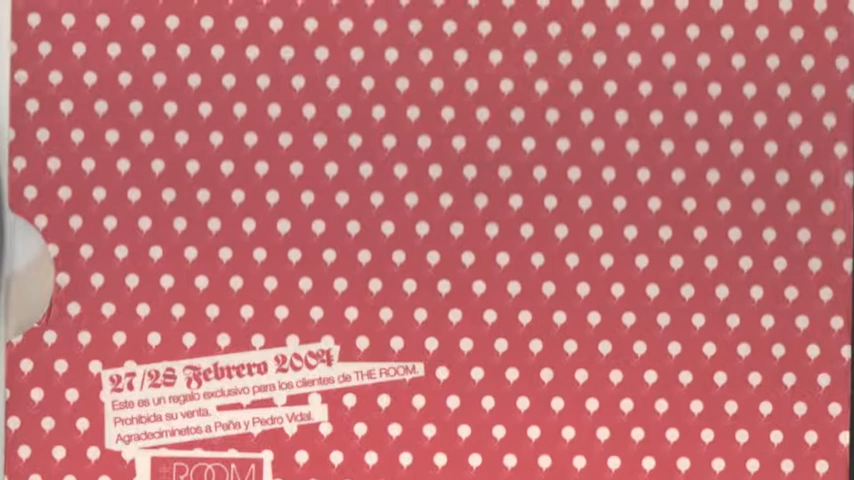 27/28 Febrero 2004
Este es un regalo exclusivo para los clientes de THE ROOM.
Prohibida su venta.
Agradeciminetos a Peña y Pedro Vidal.
THE ROOM